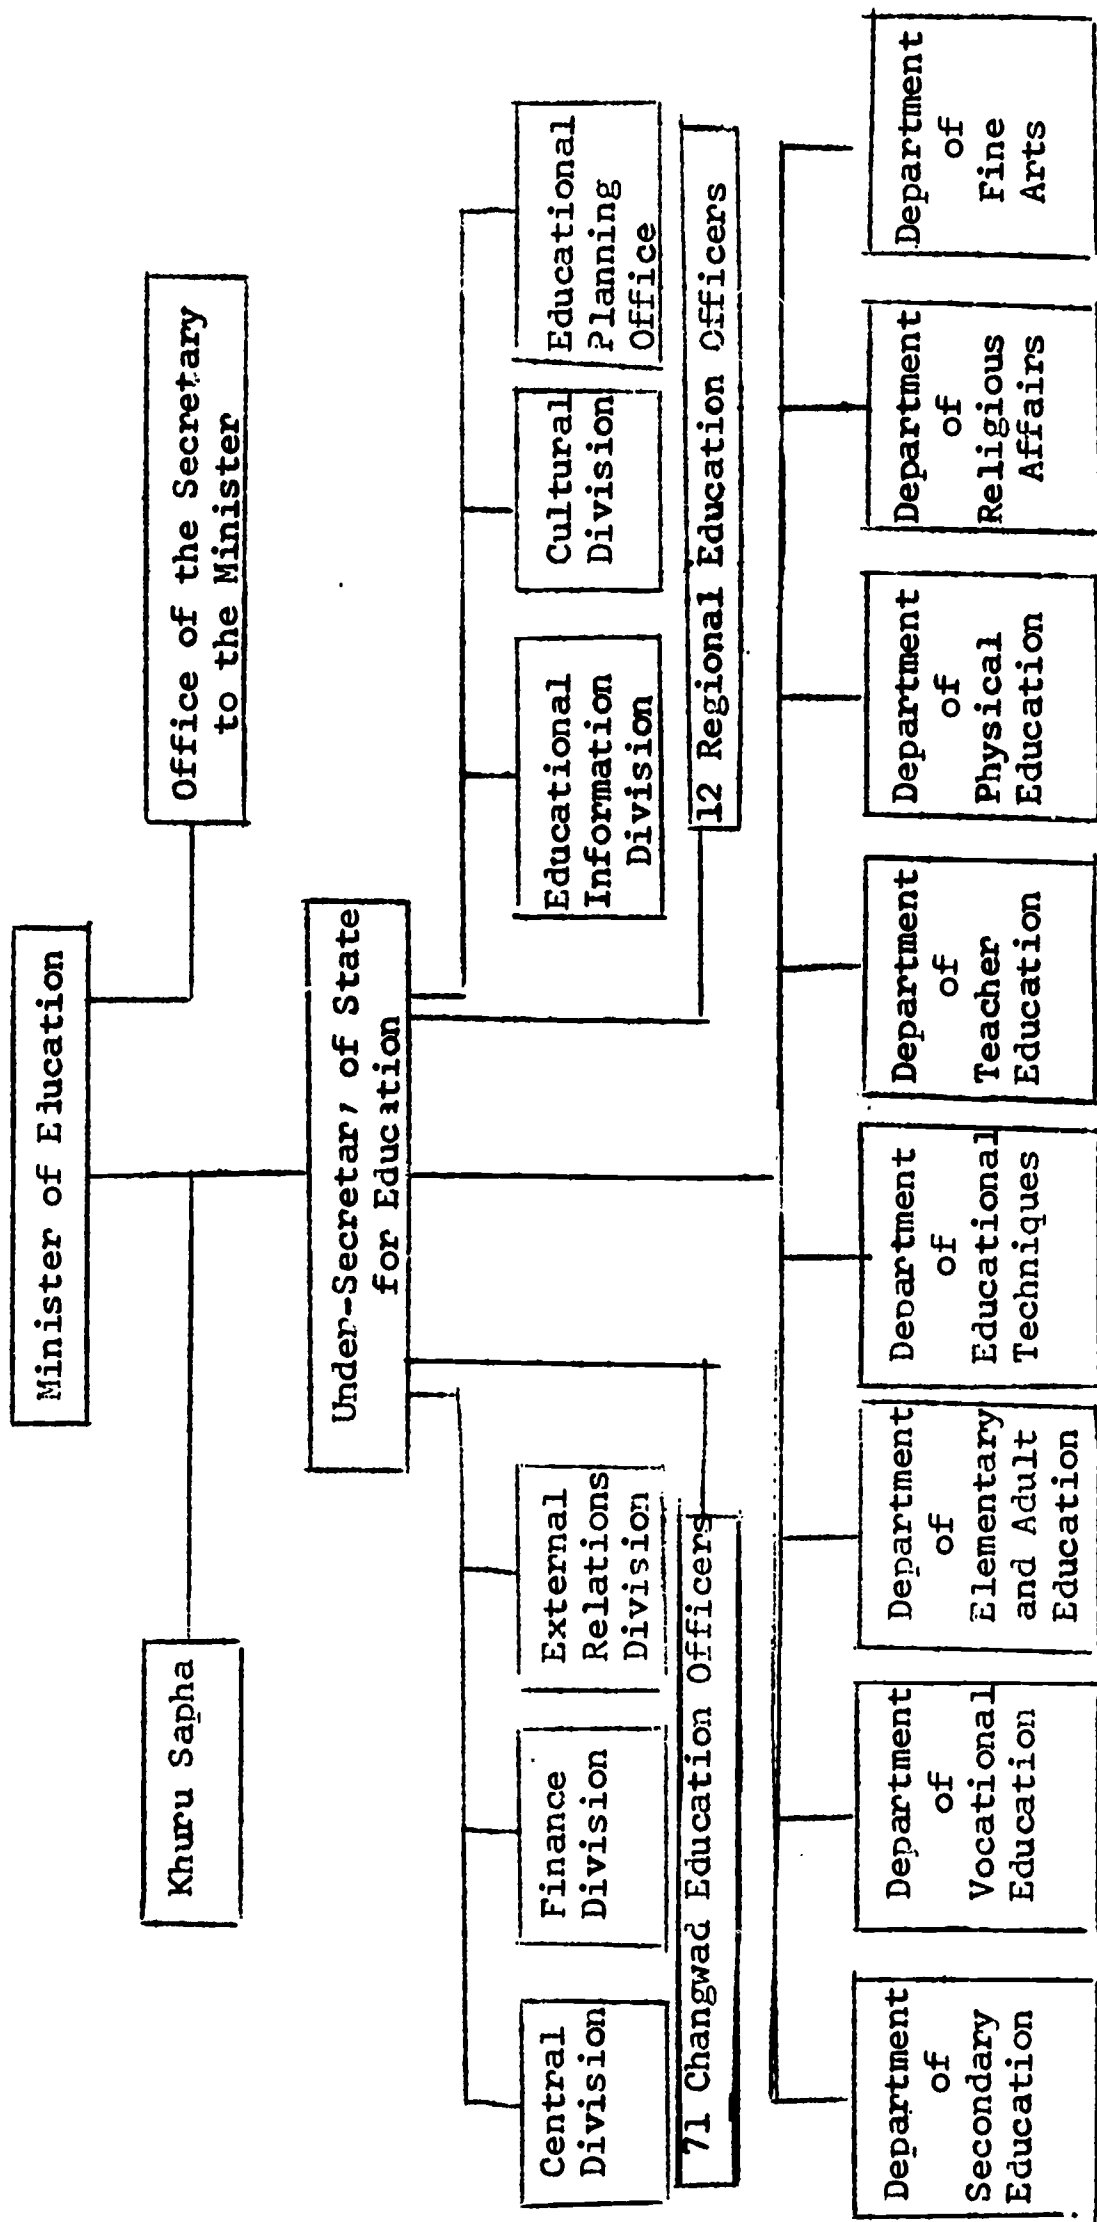 Minister of Education
Khuru Sapha
Office of the Secretary
to the Minister
Under-Secretar, of State
for Education
Central
Division
Finance
Division
External
Relations
Division
Educational
Information
Division
Cultural
Division
Educational
Planning
Office
71 Changwad Education Officers
12 Regional Education Officers
Department
of
Secondary
Education
Department
of
Vocational
Education
Department
of
Elementary
and Adult
Education
Department
of
Educational
Techniques
Department
of
Teacher
Education
Department
of
Physical
Education
Department
of
Religious
Affairs
Department
of
Fine
Arts